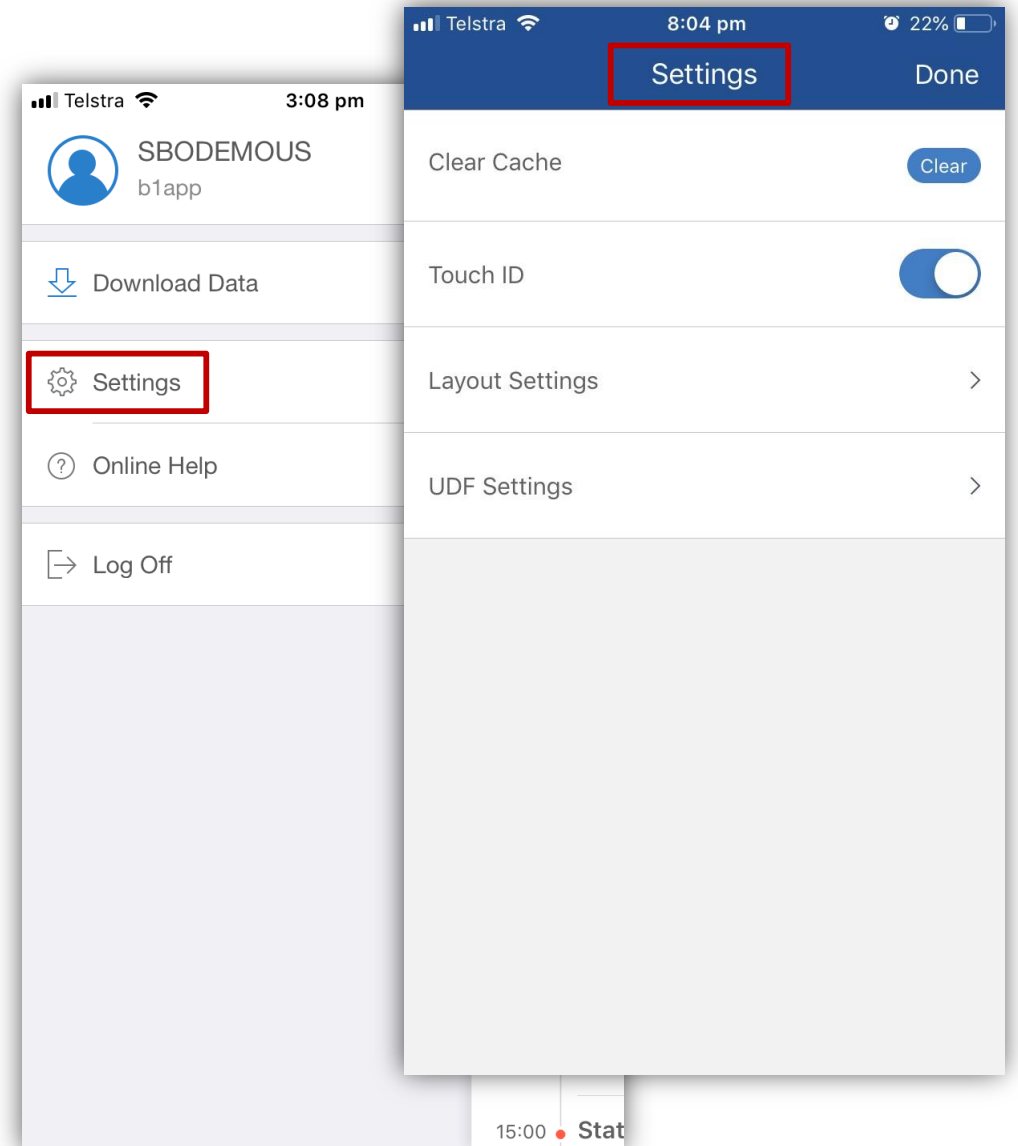 Telstra 3:08 pm
SBODEMOUS
b1app
Download Data
Settings
Online Help
Log Off
15:00 Stat
Telstra 8:04 pm 22%
Settings Done
Clear Cache Clear
Touch ID
Layout Settings
UDF Settings